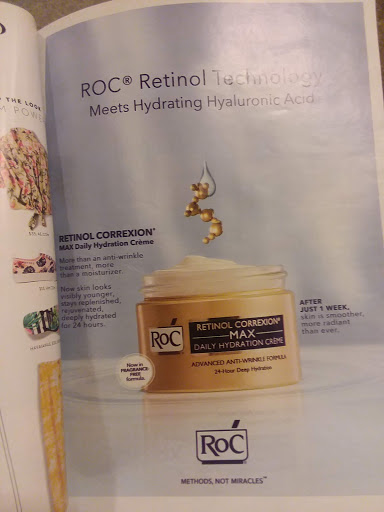 ROC® Retinol Technology
Meets Hydrating Hyaluronic Acid
THE LOOK
RETINOL CORREXION®
MAX Daily Hydration Crème
More than an anti-wrinkle
treatment, more
than a moisturizer.
Now skin looks
visibly younger,
stays replenished,
rejuvenated,
deeply hydrated
for 24 hours.
AFTER
JUST 1 WEEK,
skin is smoother,
more radiant
than ever.
RoC
RETINOL CORREXION®
MAX
DAILY HYDRATION CRÈME
ADVANCED ANTI-WRINKLE FORMULA
24-Hour Deep Hydration
Now in
FRAGRANCE-
FREE
formula
RoC
METHODS, NOT MIRACLES™